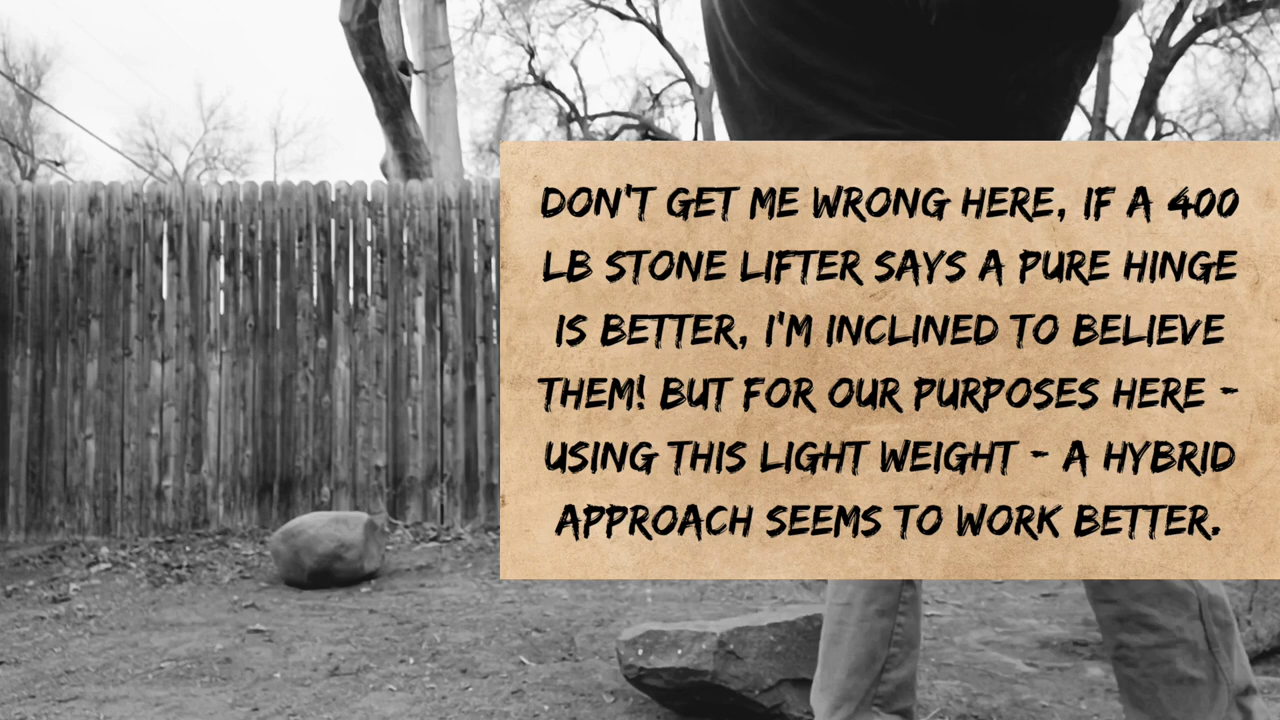 DON'T GET ME WRONG HERE, IF A 400
LB STONE LIFTER SAYS A PURE HINGE
IS BETTER, I'M INCLINED TO BELIEVE
THEM! BUT FOR OUR PURPOSES HERE -
USING THIS LIGHT WEIGHT - A HYBRID
APPROACH SEEMS TO WORK BETTER.